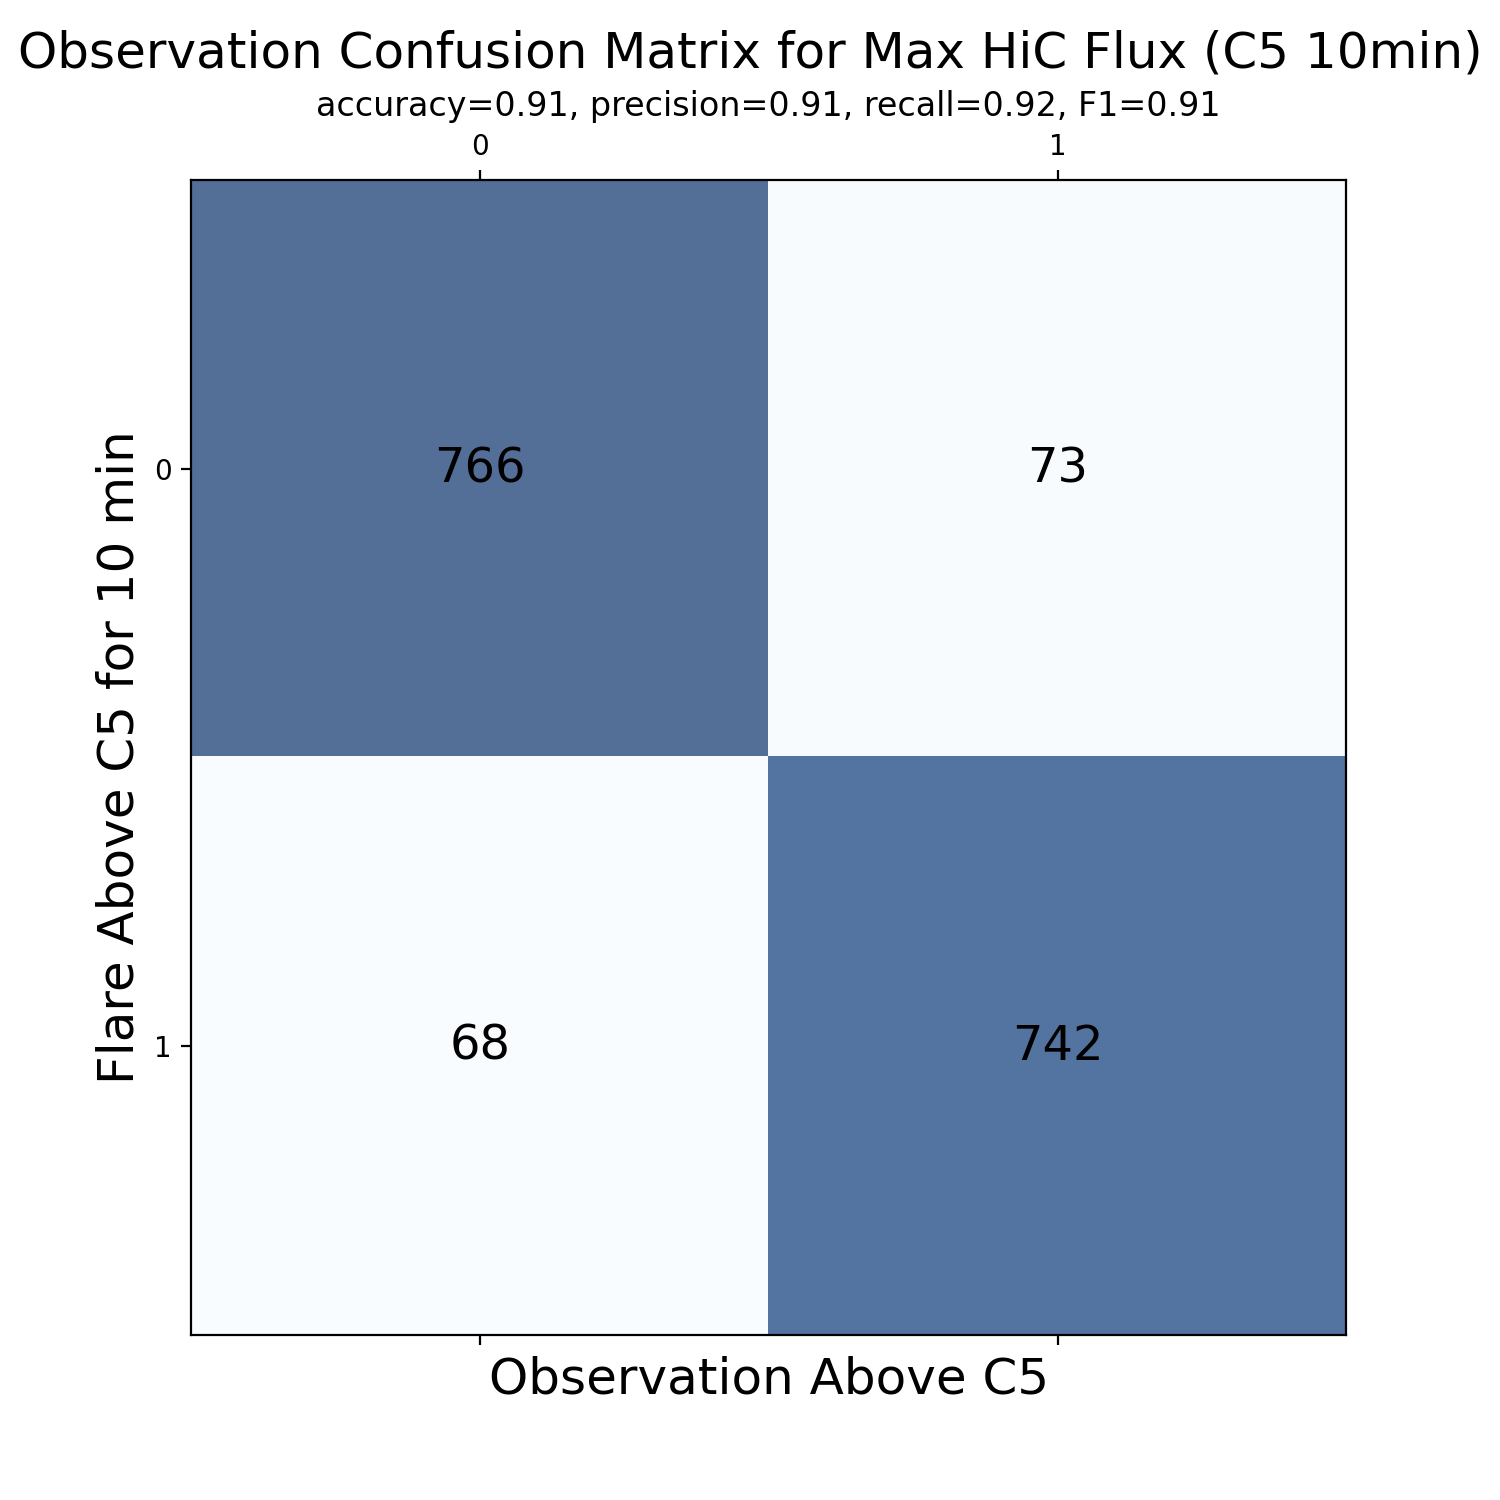 Observation Confusion Matrix for Max HiC Flux (C5 10min)
accuracy=0.91, precision=0.91, recall=0.92, F1=0.91
0 1
Flare Above C5 for 10 min
0 766 73
1 68 742
Observation Above C5